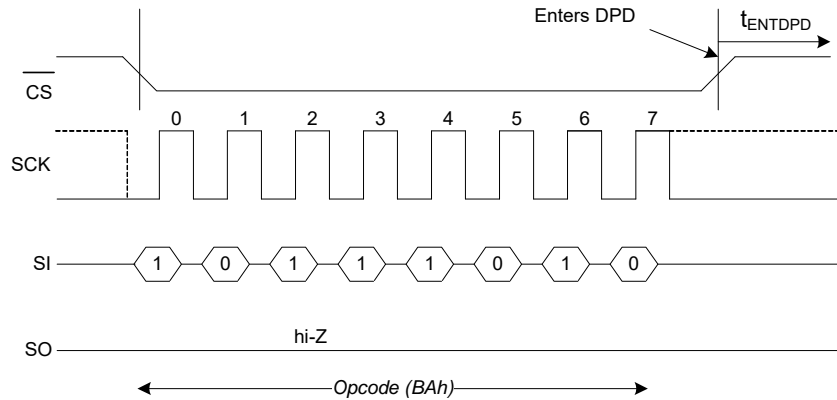 Enters DPD
tENTDPD
CS
0 1 2 3 4 5 6 7
SCK
SI
1 0 1 1 1 0 1 0
hi-Z
SO
Opcode (BAh)